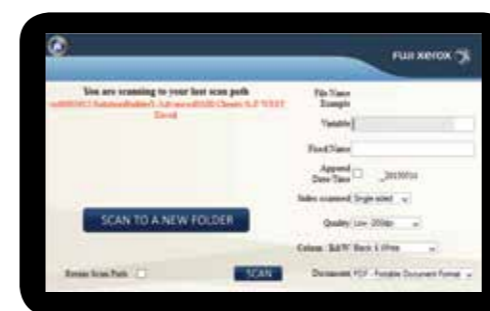 FUJI XEROX
You are scanning to your last scan path
File Name
Example
Variable
Fixed Name
Append
Date/Time
Sides scanned Single sided
SCAN TO A NEW FOLDER
Quality Low - 200dpi
Colour / B&W Black & White
Retain Scan Path
SCAN
Document PDF - Portable Document Format